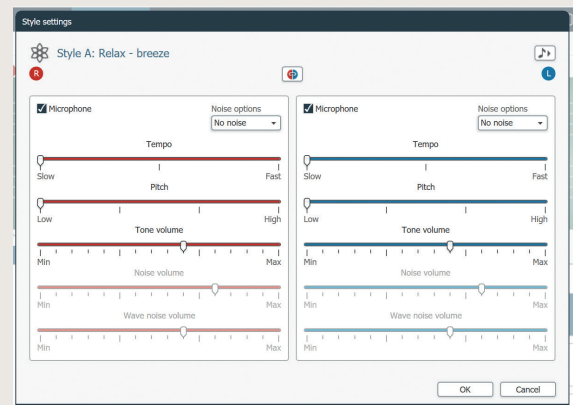 Style settings
Style A: Relax - breeze
R
L
Microphone
Noise options
No noise
Tempo
Slow
Fast
Pitch
Low
High
Tone volume
Min
Max
Noise volume
Min
Max
Wave noise volume
Min
Max
Microphone
Noise options
No noise
Tempo
Slow
Fast
Pitch
Low
High
Tone volume
Min
Max
Noise volume
Min
Max
Wave noise volume
Min
Max
OK
Cancel